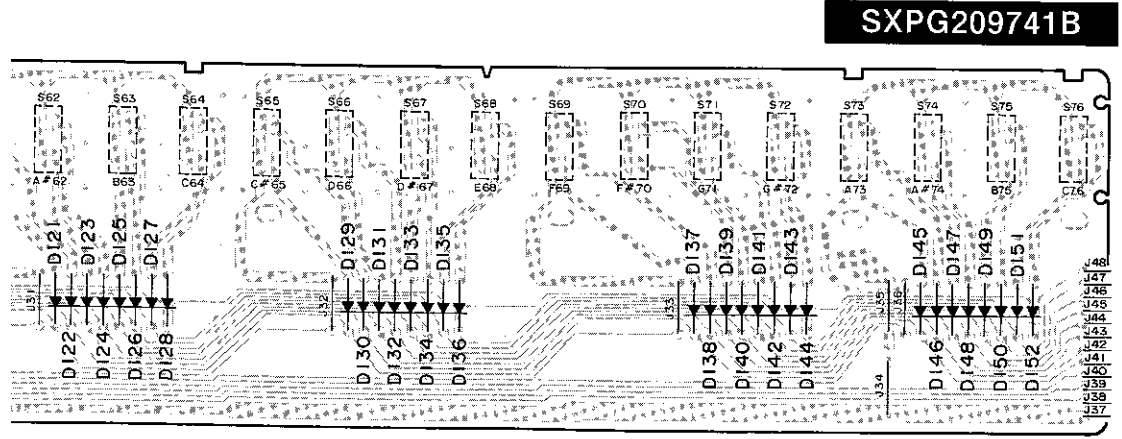 SXPG209741B
S62 S63 S64 S65 S66 S67 S68 S69 S70 S71 S72 S73 S74 S75 S76
A#62 B63 C64 C#65 D66 D#67 E68 F69 F#70 G71 G#72 A73 A#74 B75 C76
D121 D123 D125 D127 D129 D131 D133 D135 D137 D139 D141 D143 D145 D147 D149 D151
J31 J32 J33 J35 J36
D122 D124 D126 D128 D130 D132 D134 D136 D138 D140 D142 D144 D146 D148 D150 D152
J34
J48
J47
J46
J45
J44
J43
J42
J41
J40
J39
J38
J37